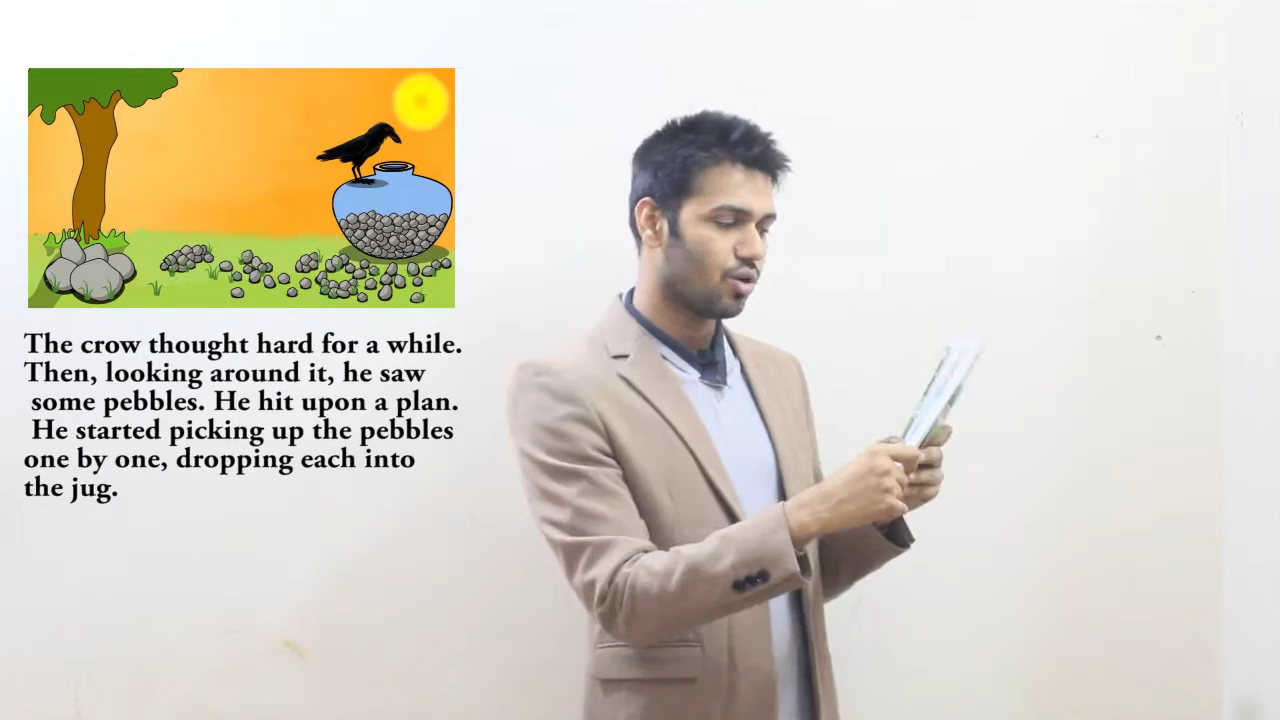 The crow thought hard for a while.
Then, looking around it, he saw
some pebbles. He hit upon a plan.
He started picking up the pebbles
one by one, dropping each into
the jug.